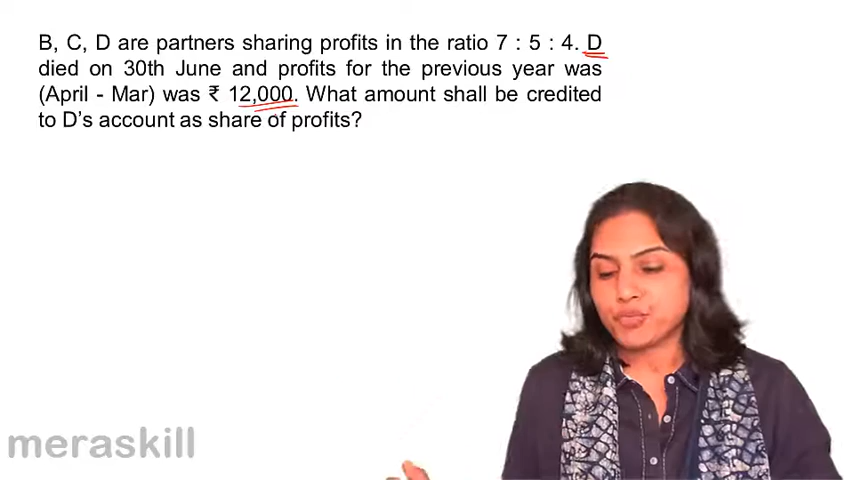 B, C, D are partners sharing profits in the ratio 7 : 5 : 4. D
died on 30th June and profits for the previous year was
(April - Mar) was ₹ 12,000. What amount shall be credited
to D's account as share of profits?
meraskill